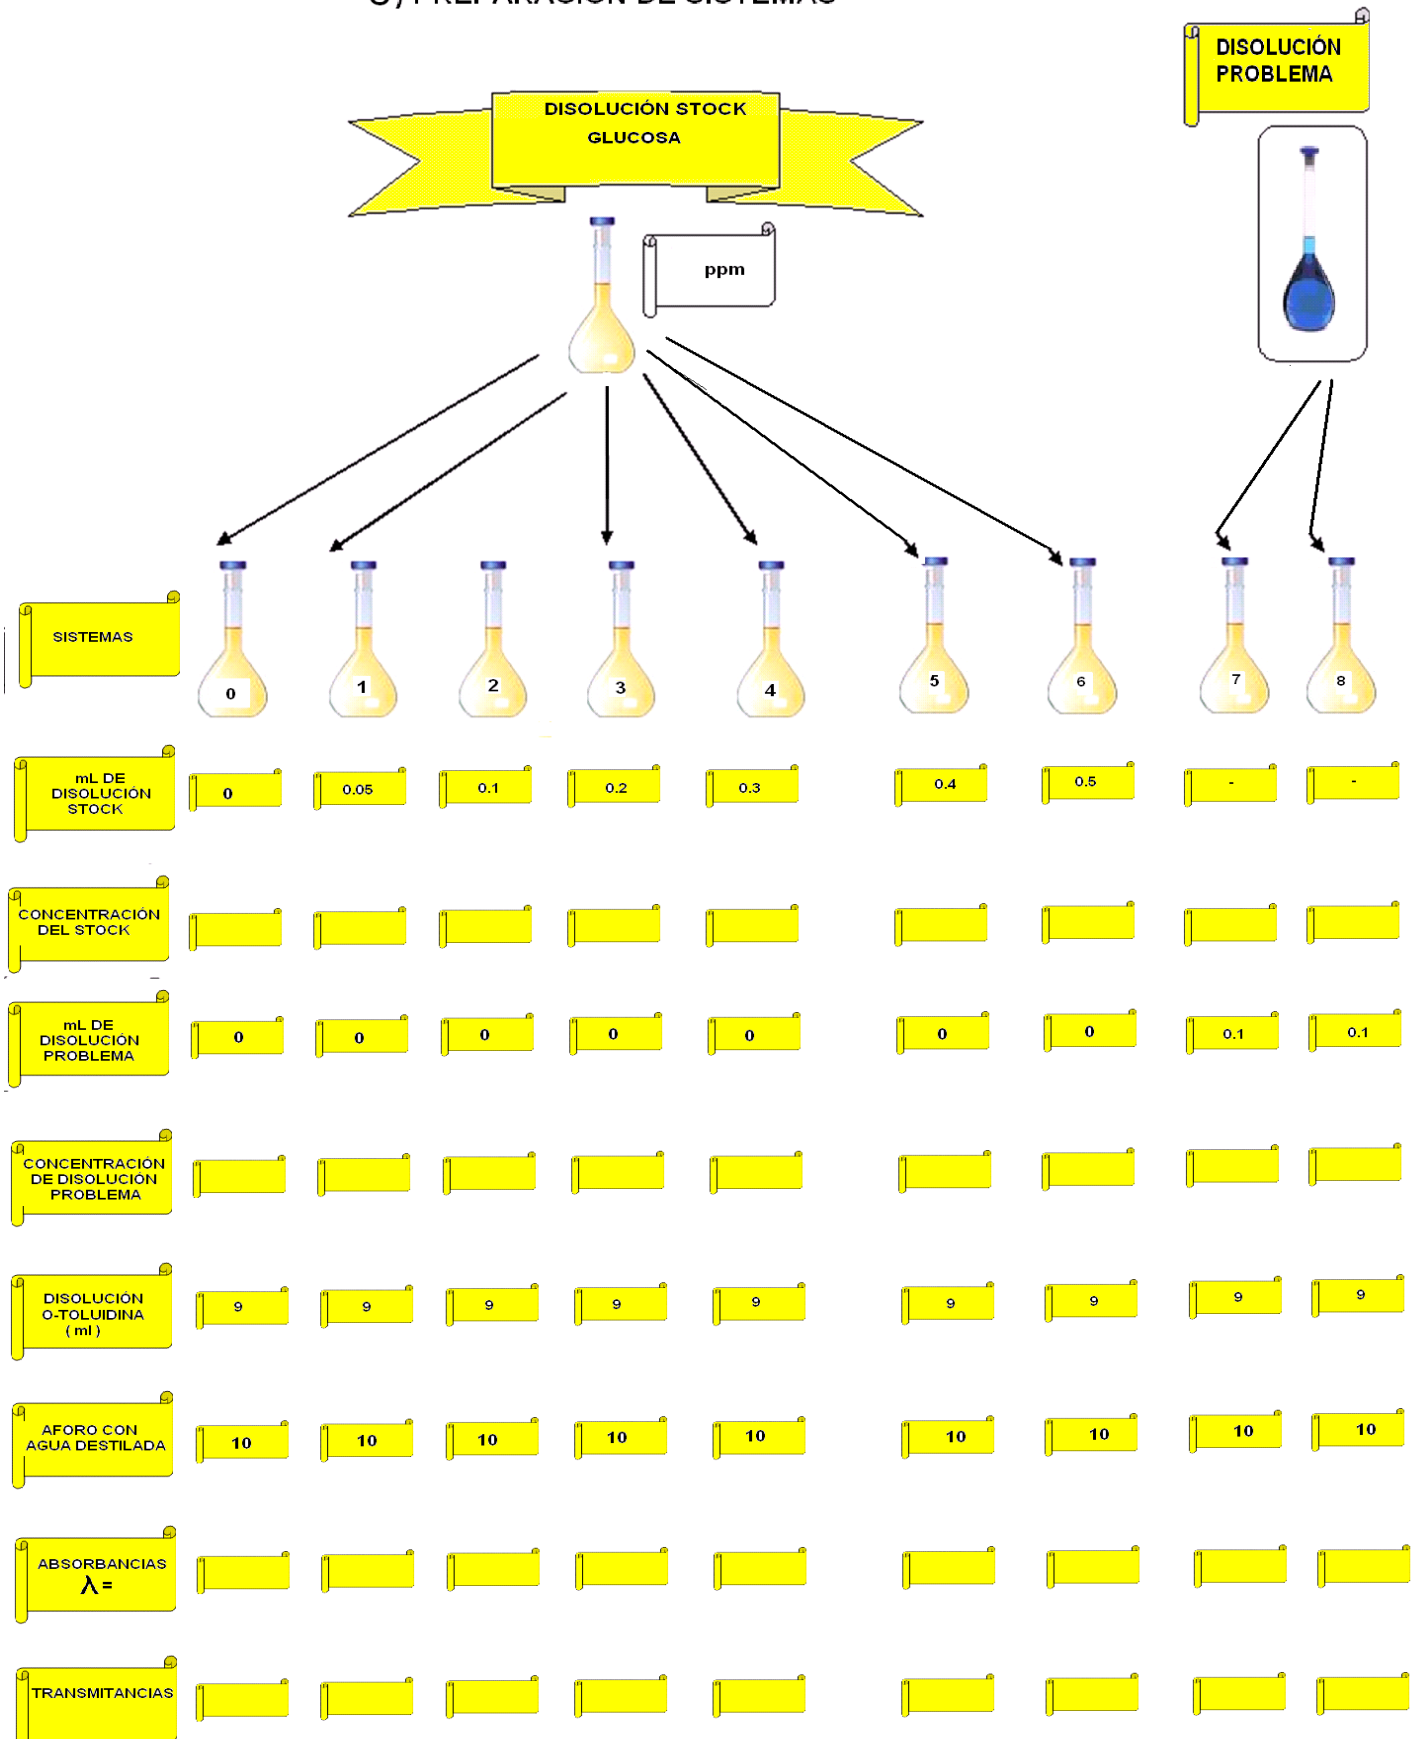 C) PREPARACIÓN DE SISTEMAS
DISOLUCIÓN
PROBLEMA
DISOLUCIÓN STOCK
GLUCOSA
ppm
SISTEMAS
0 1 2 3 4 5 6 7 8
mL DE
DISOLUCIÓN
STOCK
0 0.05 0.1 0.2 0.3 0.4 0.5 - -
CONCENTRACIÓN
DEL STOCK
mL DE
DISOLUCIÓN
PROBLEMA
0 0 0 0 0 0 0 0.1 0.1
CONCENTRACIÓN
DE DISOLUCIÓN
PROBLEMA
DISOLUCIÓN
O-TOLUIDINA
( ml )
9 9 9 9 9 9 9 9 9
AFORO CON
AGUA DESTILADA
10 10 10 10 10 10 10 10 10
ABSORBANCIAS
λ =
TRANSMITANCIAS